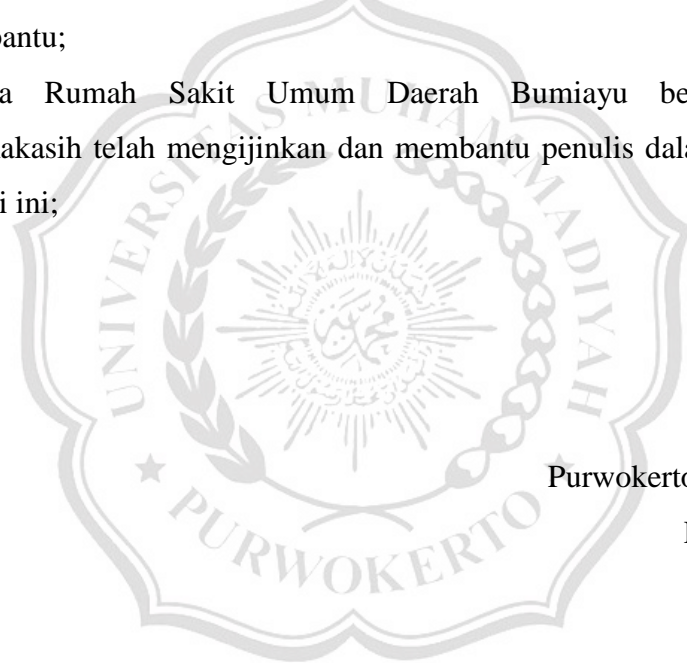 bantu;
a Rumah Sakit Umum Daerah Bumiayu be
akasih telah mengijinkan dan membantu penulis dala
i ini;
UNIVERSITAS MUHAMMADIYAH
PURWOKERTO
Purwokerto